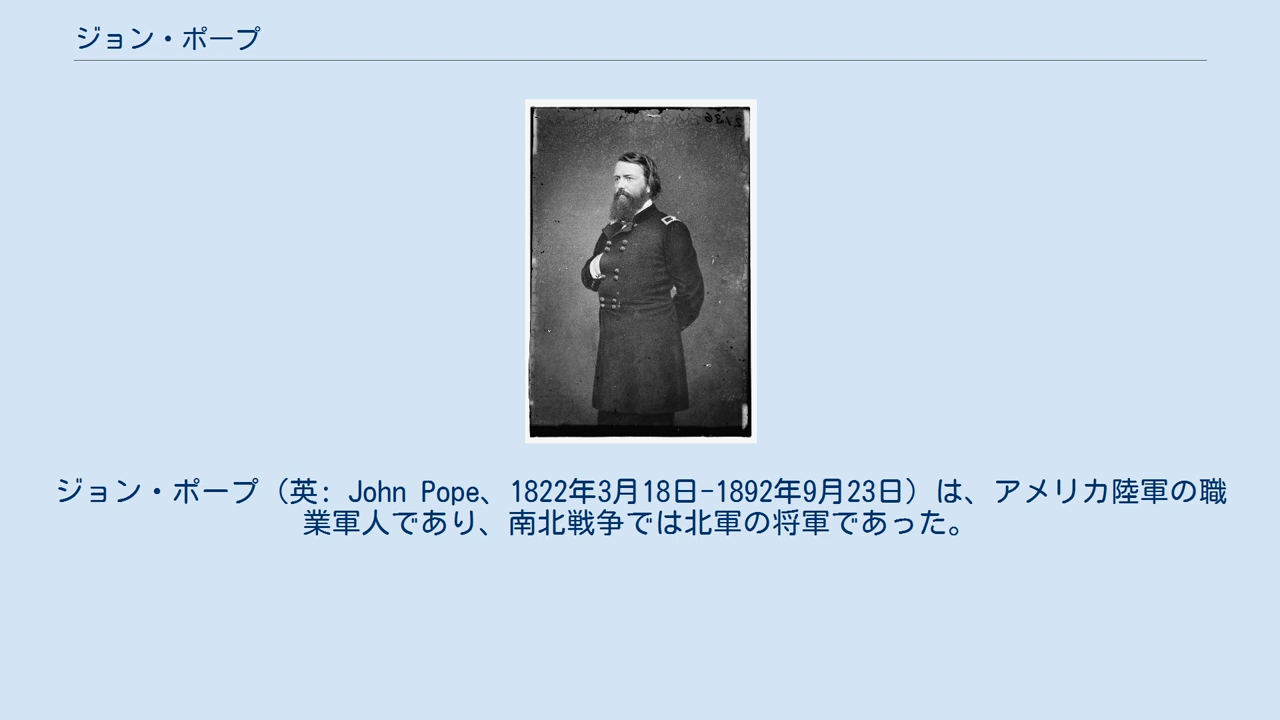 ジョン・ポープ
ジョン・ポープ（英: John Pope、1822年3月18日-1892年9月23日）は、アメリカ陸軍の職
業軍人であり、南北戦争では北軍の将軍であった。